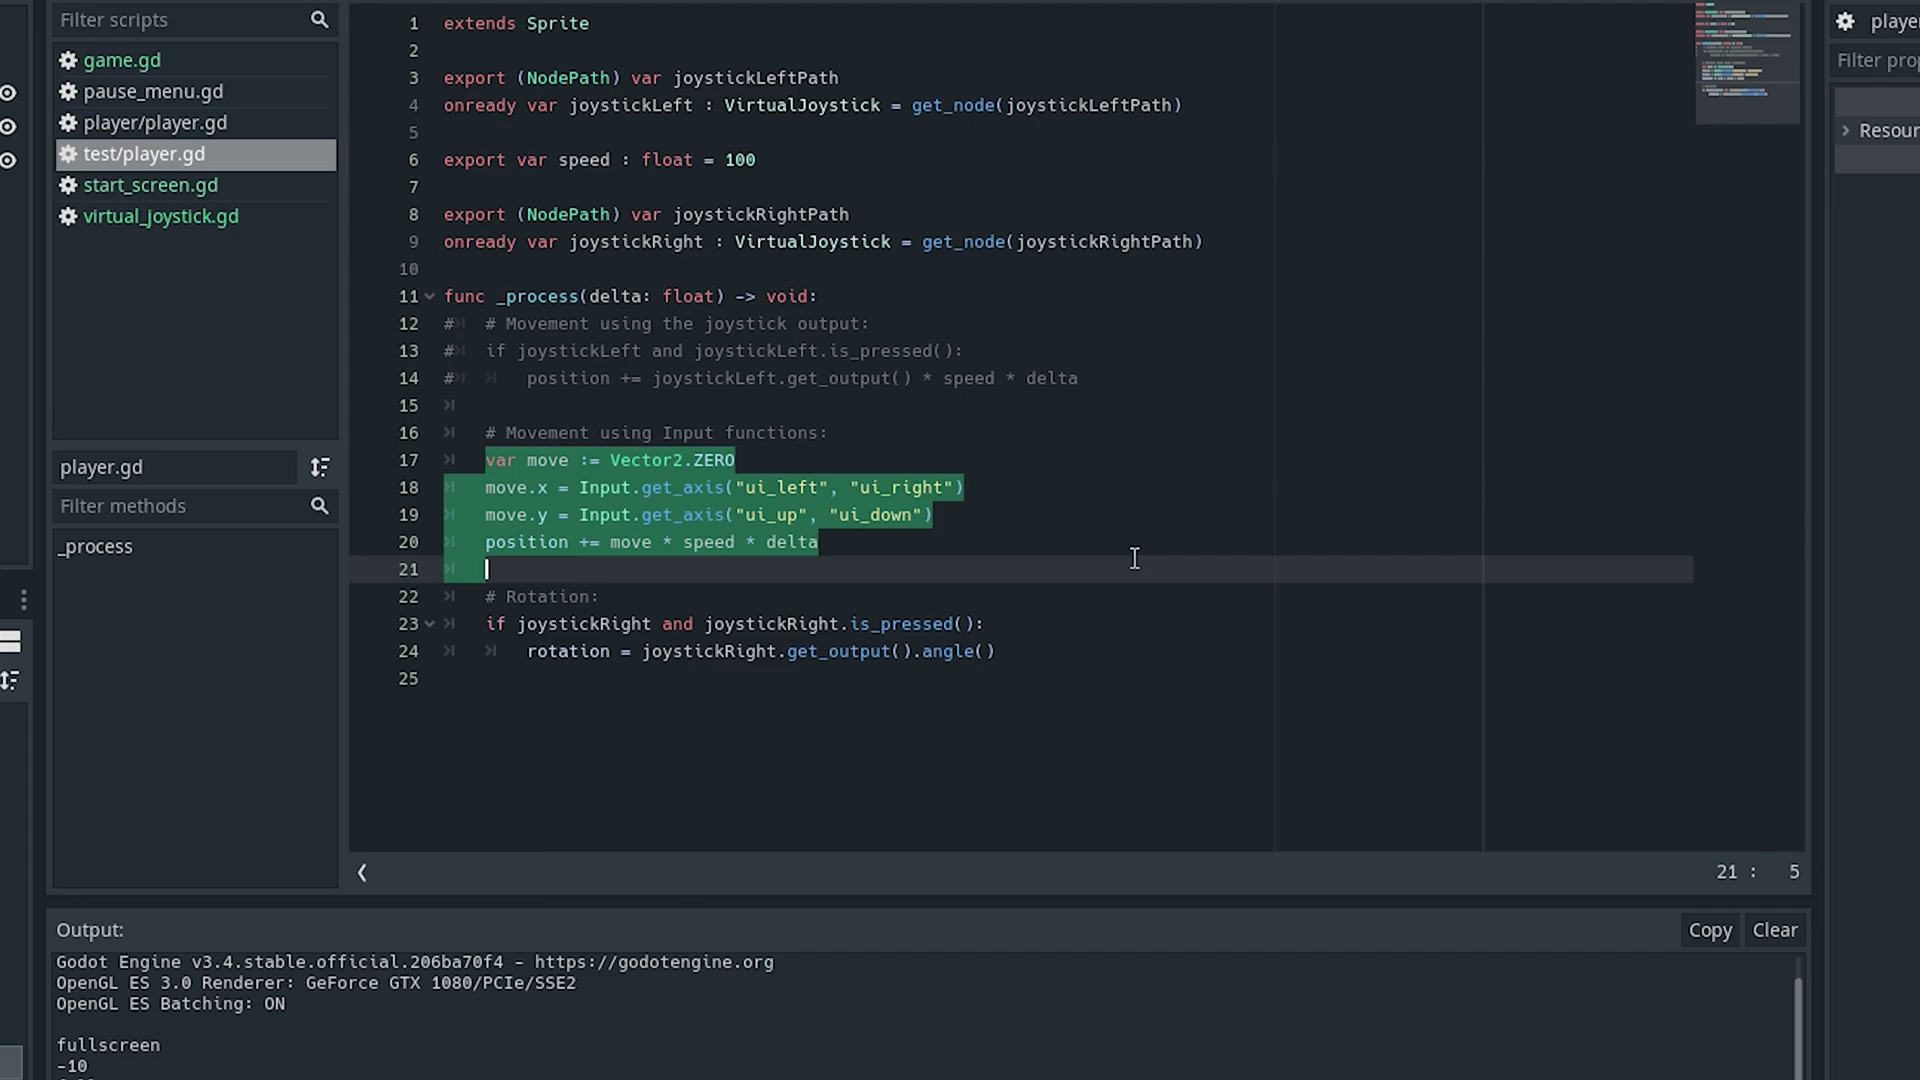 Filter scripts
game.gd
pause_menu.gd
player/player.gd
test/player.gd
start_screen.gd
virtual_joystick.gd
player.gd
Filter methods
_process
1 extends Sprite
2
3 export (NodePath) var joystickLeftPath
4 onready var joystickLeft : VirtualJoystick = get_node(joystickLeftPath)
5
6 export var speed : float = 100
7
8 export (NodePath) var joystickRightPath
9 onready var joystickRight : VirtualJoystick = get_node(joystickRightPath)
10
11 func _process(delta: float) -> void:
12 # # Movement using the joystick output:
13 # if joystickLeft and joystickLeft.is_pressed():
14 # position += joystickLeft.get_output() * speed * delta
15
16 # Movement using Input functions:
17 var move := Vector2.ZERO
18 move.x = Input.get_axis("ui_left", "ui_right")
19 move.y = Input.get_axis("ui_up", "ui_down")
20 position += move * speed * delta
21
22 # Rotation:
23 if joystickRight and joystickRight.is_pressed():
24 rotation = joystickRight.get_output().angle()
25
21 : 5
playe
Filter prop
Resour
Output:
Copy Clear
Godot Engine v3.4.stable.official.206ba70f4 - https://godotengine.org
OpenGL ES 3.0 Renderer: GeForce GTX 1080/PCIe/SSE2
OpenGL ES Batching: ON
fullscreen
-10